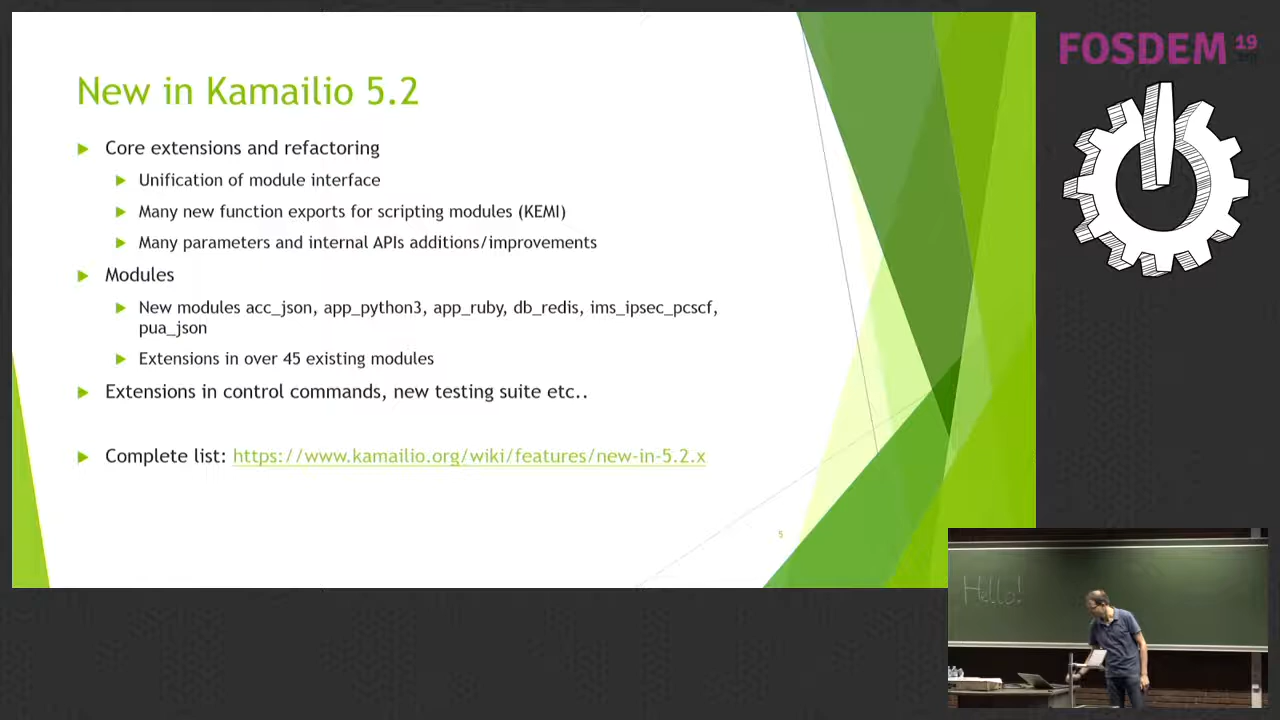 New in Kamailio 5.2
Core extensions and refactoring
Unification of module interface
Many new function exports for scripting modules (KEMI)
Many parameters and internal APIs additions/improvements
Modules
New modules acc_json, app_python3, app_ruby, db_redis, ims_ipsec_pcscf,
pua_json
Extensions in over 45 existing modules
Extensions in control commands, new testing suite etc..
Complete list: https://www.kamailio.org/wiki/features/new-in-5.2.x
5
FOSDEM 19
Hello!